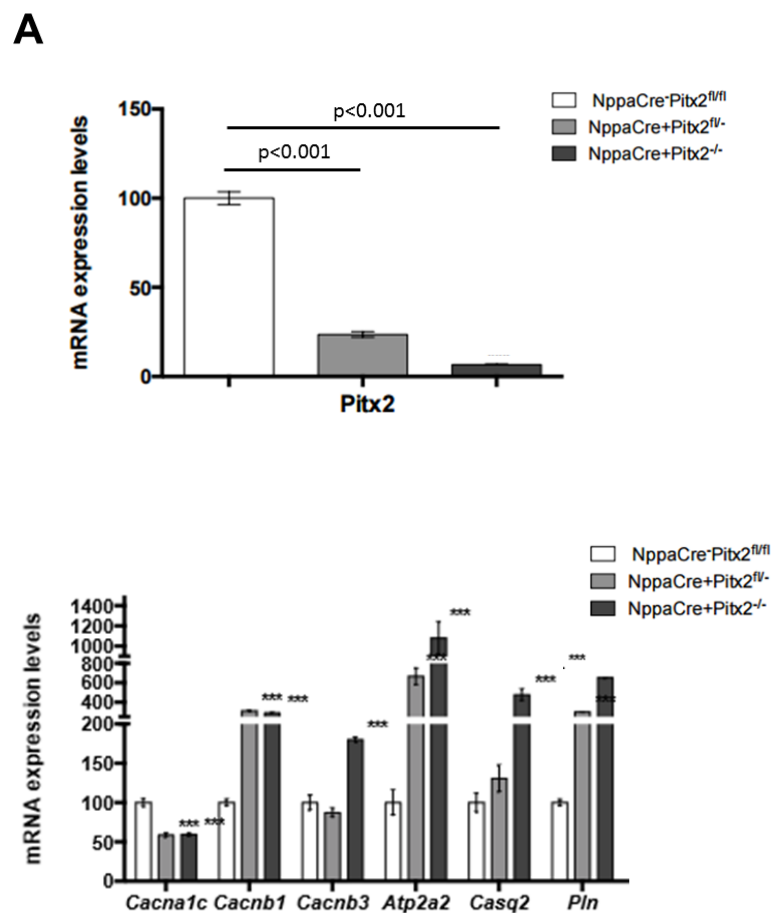 A
NppaCre-Pitx2fl/fl
NppaCre+Pitx2fl/-
NppaCre+Pitx2-/-
p<0.001
p<0.001
mRNA expression levels
150
100
50
0
Pitx2
NppaCre-Pitx2fl/fl
NppaCre+Pitx2fl/-
NppaCre+Pitx2-/-
mRNA expression levels
1400
1200
1000
800
600
400
200
150
100
50
0
*** *** *** *** *** *** *** *** *** ***
Cacna1c Cacnb1 Cacnb3 Atp2a2 Casq2 Pln